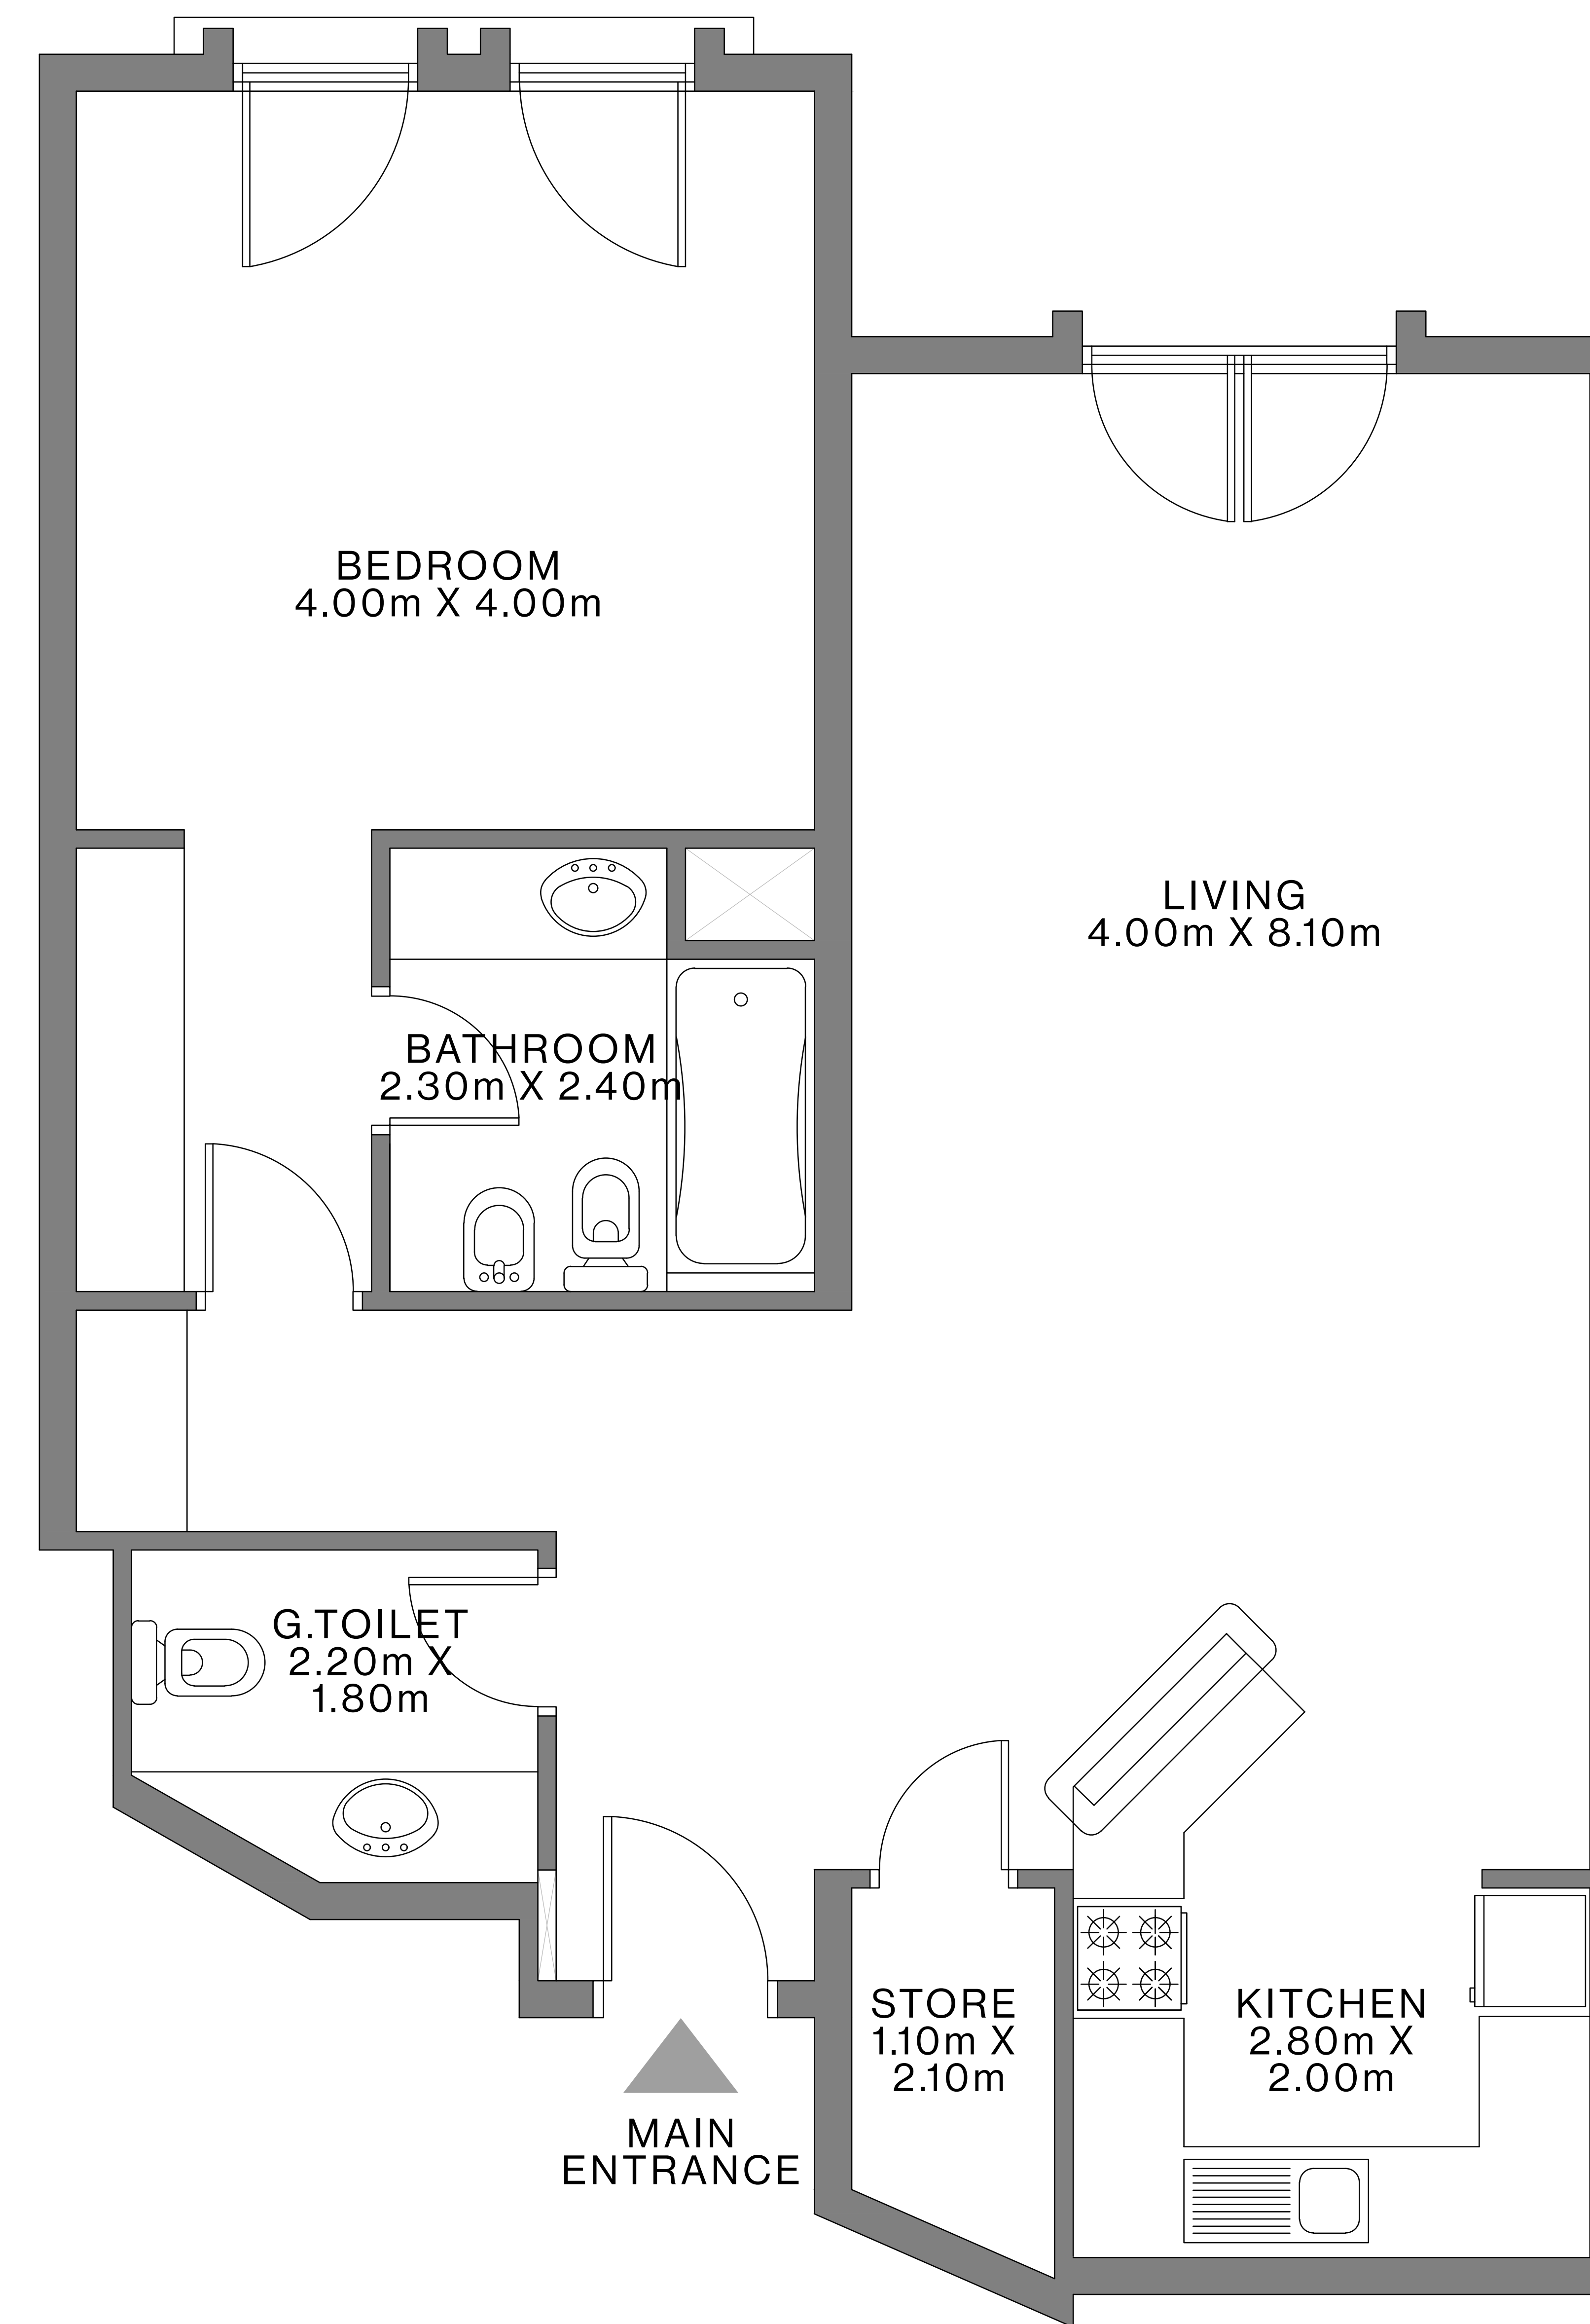 BEDROOM
4.00m X 4.00m
LIVING
4.00m X 8.10m
BATHROOM
2.30m X 2.40m
G.TOILET
2.20m X
1.80m
STORE
1.10m X
2.10m
KITCHEN
2.80m X
2.00m
MAIN
ENTRANCE